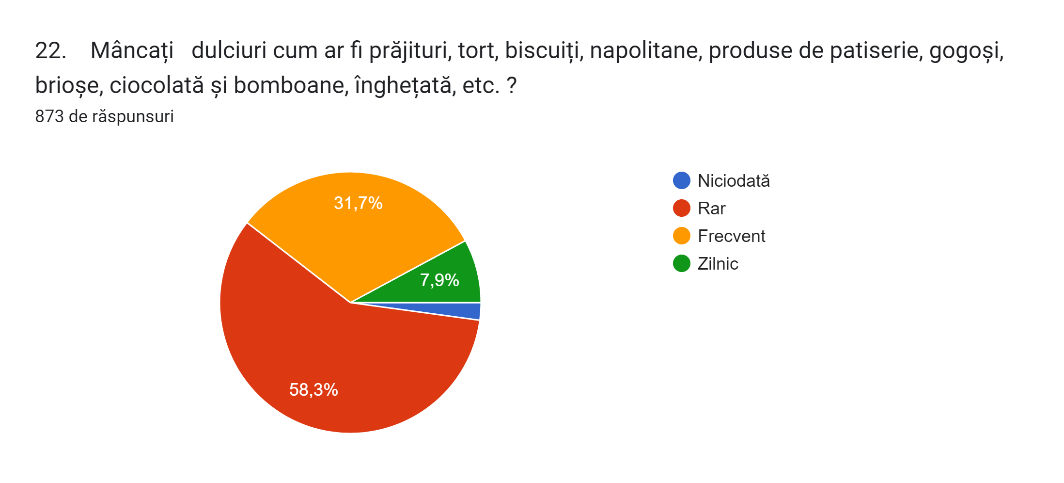 22. Mâncați dulciuri cum ar fi prăjituri, tort, biscuiți, napolitane, produse de patiserie, gogoși,
brioșe, ciocolată și bomboane, înghețată, etc. ?
873 de răspunsuri
31,7%
7,9%
58,3%
Niciodată
Rar
Frecvent
Zilnic